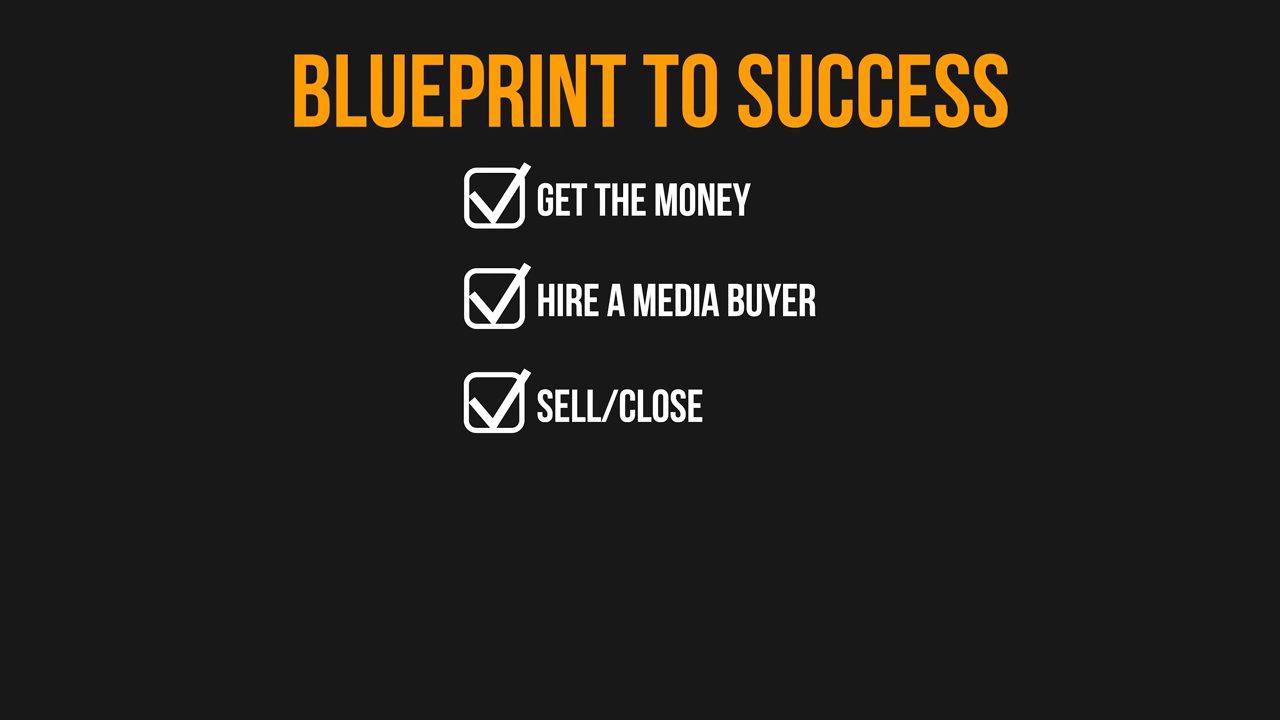 BLUEPRINT TO SUCCESS
GET THE MONEY
HIRE A MEDIA BUYER
SELL/CLOSE